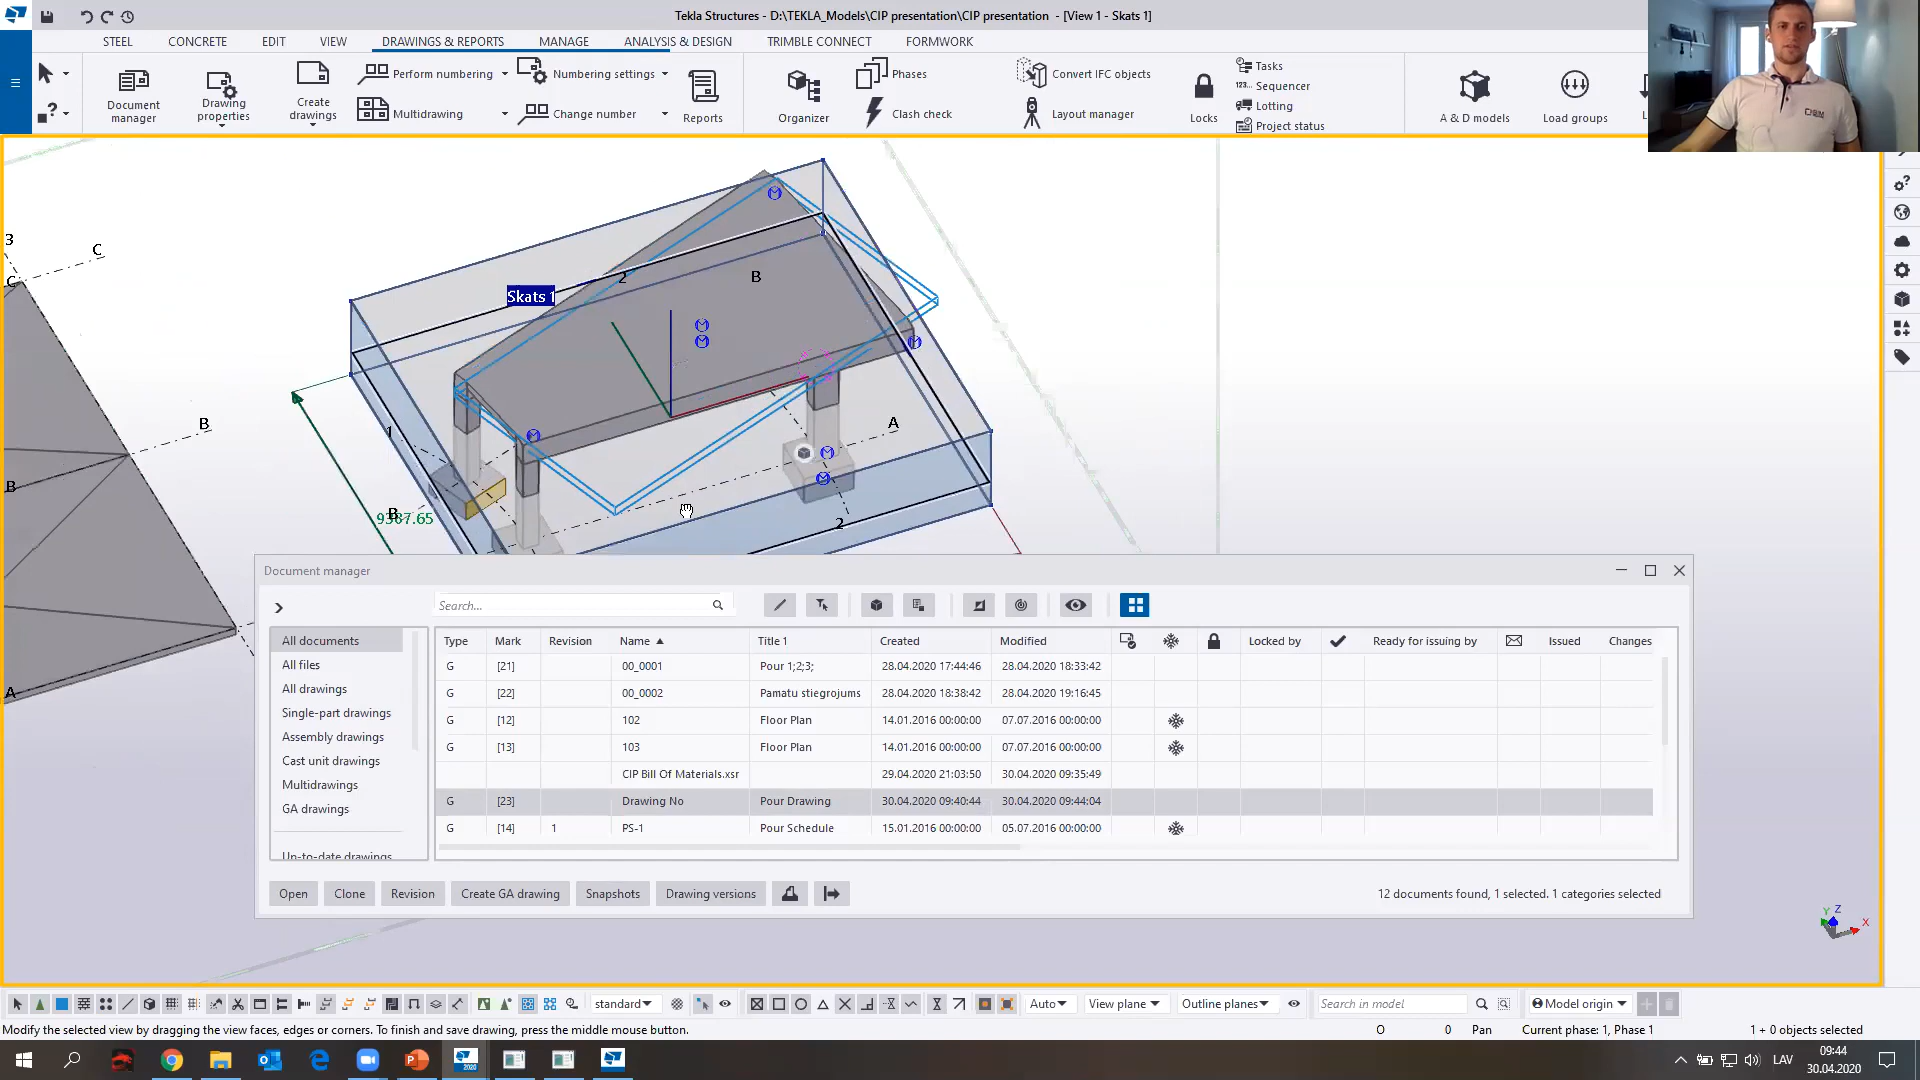 Tekla Structures - D:\TEKLA_Models\CIP presentation\CIP presentation - [View 1 - Skats 1]
STEEL CONCRETE EDIT VIEW DRAWINGS & REPORTS MANAGE ANALYSIS & DESIGN TRIMBLE CONNECT FORMWORK
Document manager
Drawing properties
Create drawings
Perform numbering
Multidrawing
Numbering settings
Change number
Reports
Organizer
Phases
Clash check
Convert IFC objects
Layout manager
Locks
Tasks
Sequencer
Lotting
Project status
A & D models
Load groups
3
C
C
B
B
A
Skats 1
2
B
1
B
9387.65
A
2
Document manager
Search...
All documents
All files
All drawings
Single-part drawings
Assembly drawings
Cast unit drawings
Multidrawings
GA drawings
Up-to-date drawings
Type Mark Revision Name Title 1 Created Modified Locked by Ready for issuing by Issued Changes
G [21] 00_0001 Pour 1;2;3; 28.04.2020 17:44:46 28.04.2020 18:33:42
G [22] 00_0002 Pamatu stiegrojums 28.04.2020 18:38:42 28.04.2020 19:16:45
G [12] 102 Floor Plan 14.01.2016 00:00:00 07.07.2016 00:00:00
G [13] 103 Floor Plan 14.01.2016 00:00:00 07.07.2016 00:00:00
CIP Bill Of Materials.xsr 29.04.2020 21:03:50 30.04.2020 09:35:49
G [23] Drawing No Pour Drawing 30.04.2020 09:40:44 30.04.2020 09:44:04
G [14] 1 PS-1 Pour Schedule 15.01.2016 00:00:00 05.07.2016 00:00:00
Open Clone Revision Create GA drawing Snapshots Drawing versions 12 documents found, 1 selected. 1 categories selected
Y Z X
standard Auto View plane Outline planes Search in model Model origin
Modify the selected view by dragging the view faces, edges or corners. To finish and save drawing, press the middle mouse button. O 0 Pan Current phase: 1, Phase 1 1 + 0 objects selected
LAV 09:44
30.04.2020